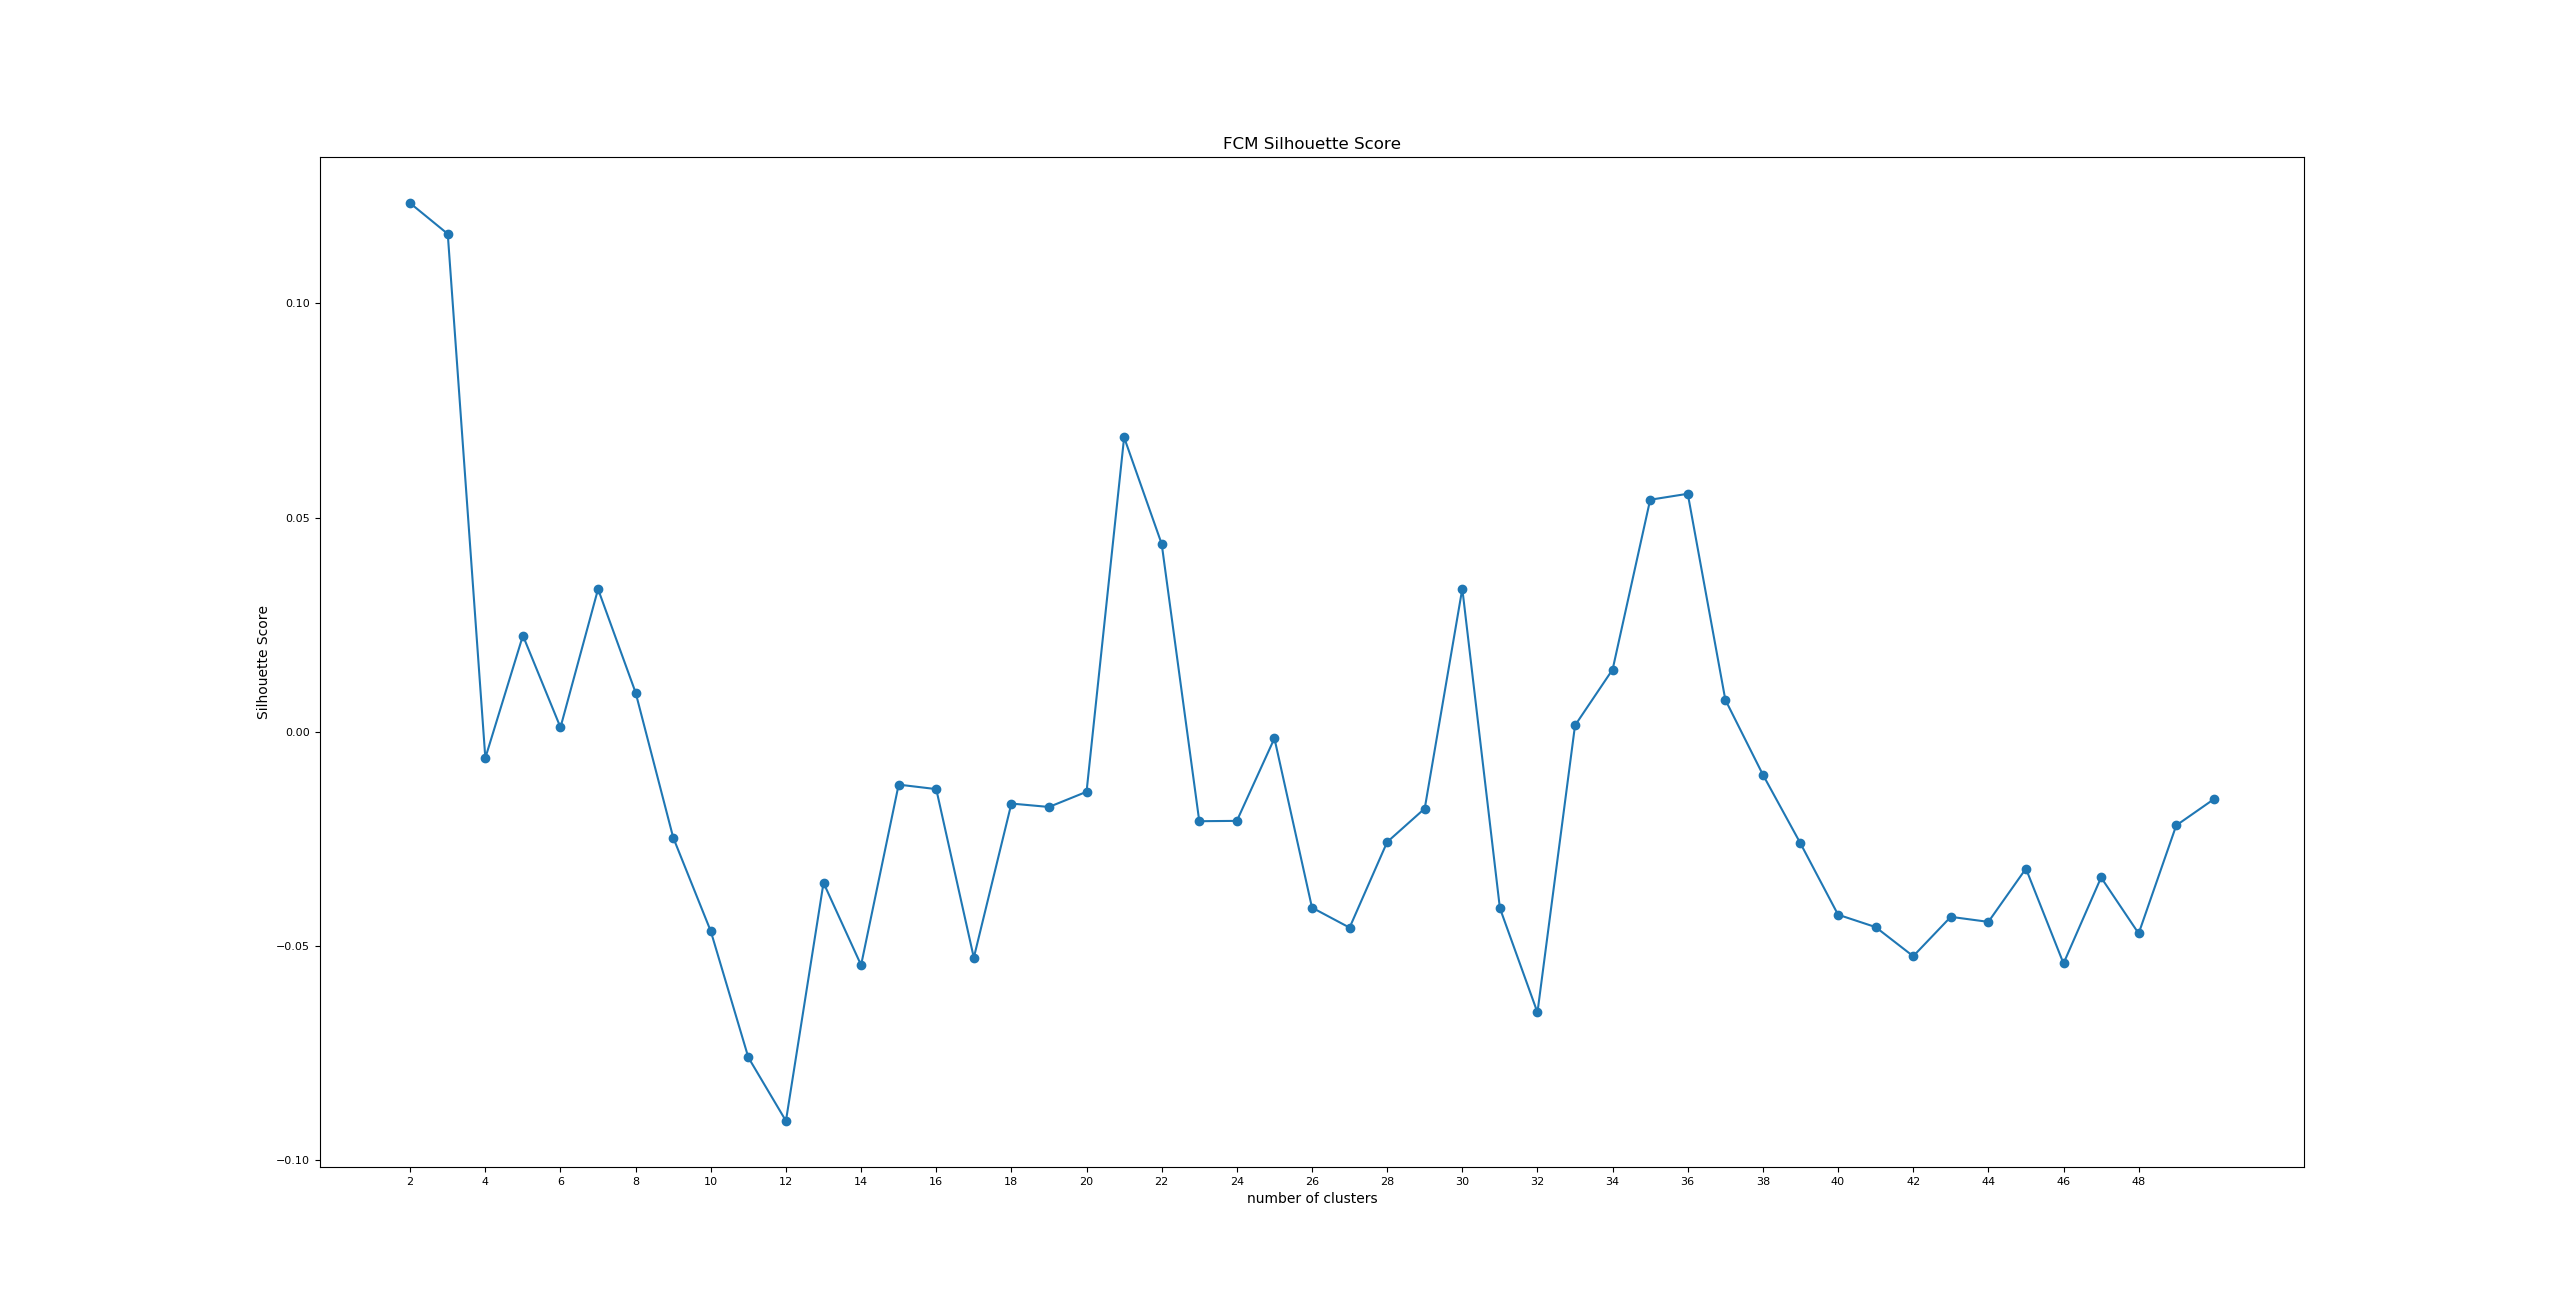 FCM Silhouette Score
0.10
0.05
0.00
−0.05
−0.10
Silhouette Score
2 4 6 8 10 12 14 16 18 20 22 24 26 28 30 32 34 36 38 40 42 44 46 48
number of clusters